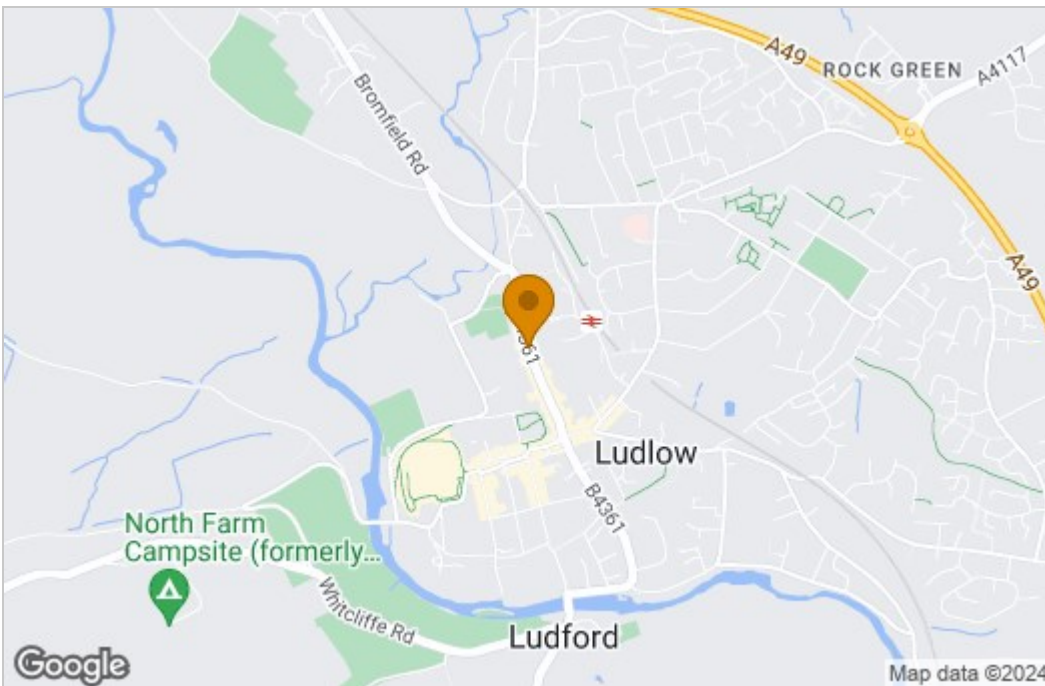 A49
ROCK GREEN
A4117
Bromfield Rd
A49
Ludlow
B4361
North Farm
Campsite (formerly...
Whitcliffe Rd
Ludford
Google
Map data ©2024